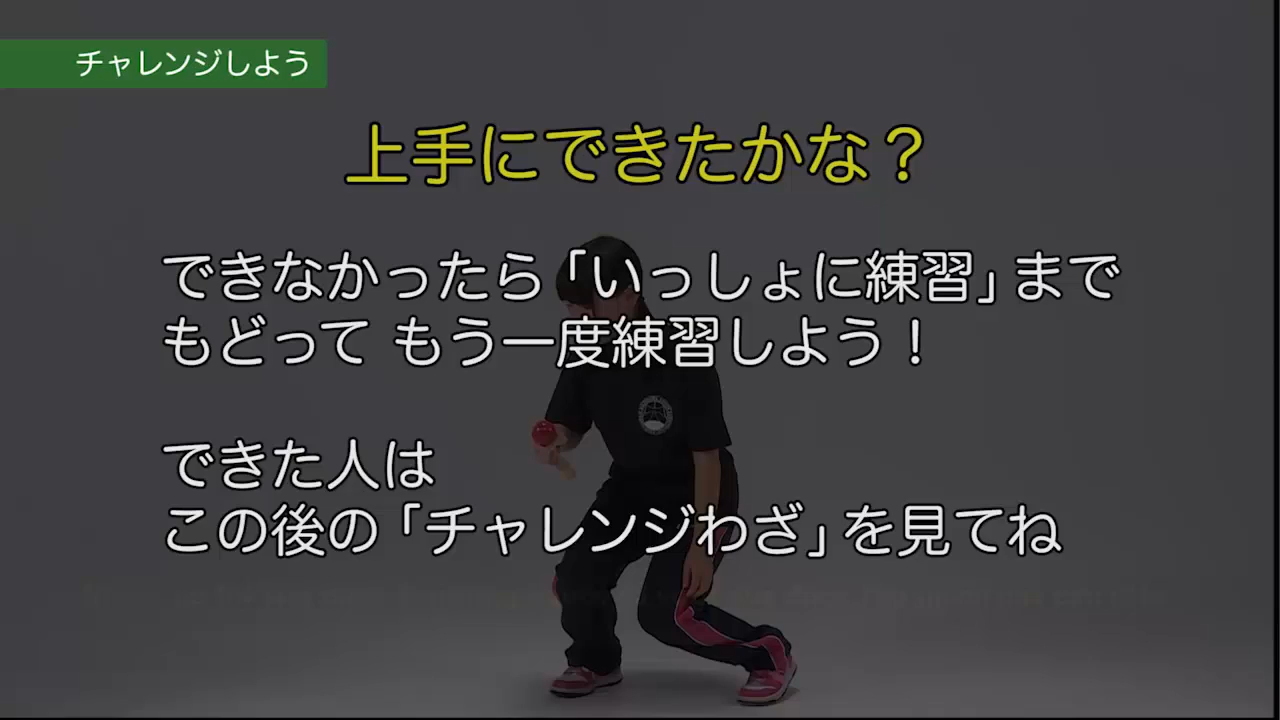 チャレンジしよう
上手にできたかな？
できなかったら「いっしょに練習」まで
もどって もう一度練習しよう！
できた人は
この後の「チャレンジわざ」を見てね